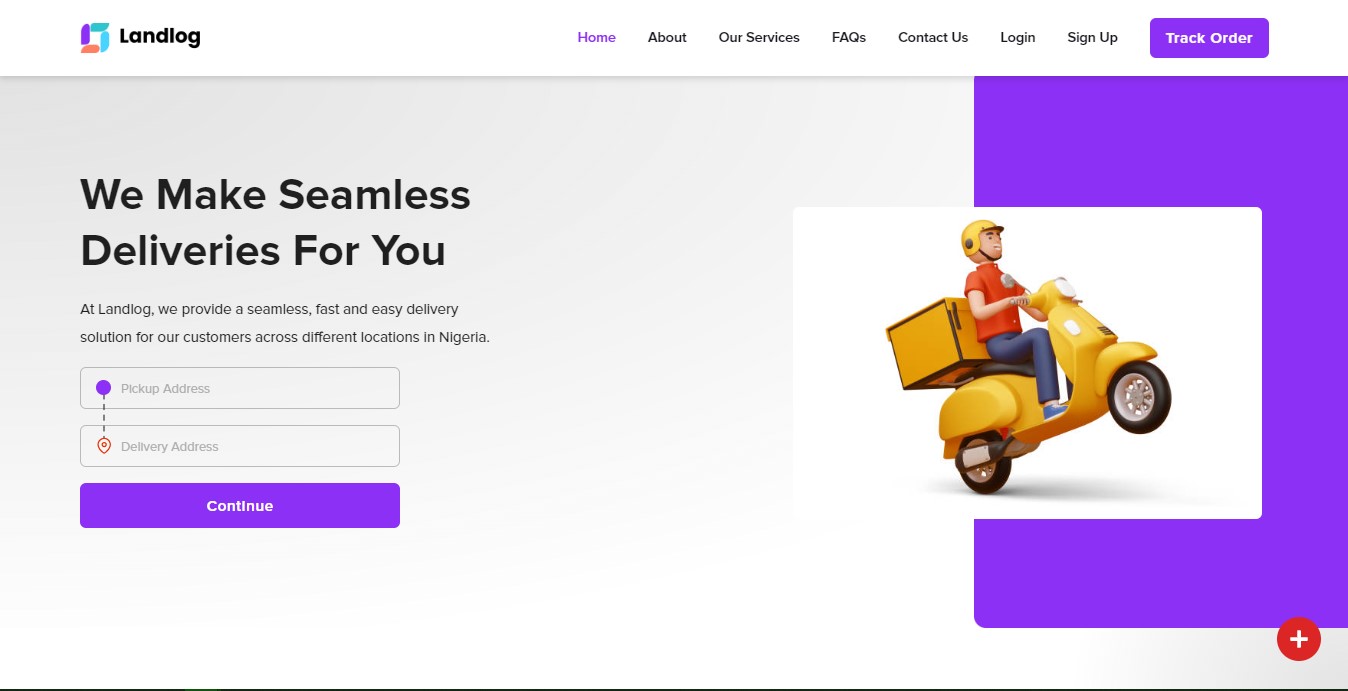 Landlog
Home About Our Services FAQs Contact Us Login Sign Up Track Order
We Make Seamless
Deliveries For You
At Landlog, we provide a seamless, fast and easy delivery
solution for our customers across different locations in Nigeria.
Pickup Address
Delivery Address
Continue